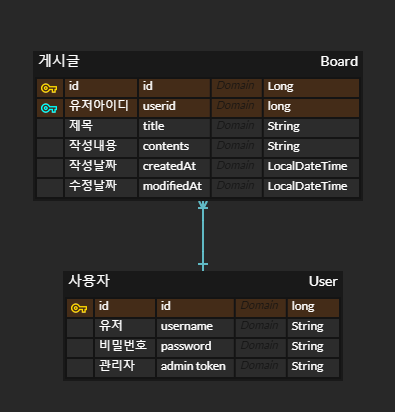 게시글 Board
id id Domain Long
유저아이디 userid Domain long
제목 title Domain String
작성내용 contents Domain String
작성날짜 createdAt Domain LocalDateTime
수정날짜 modifiedAt Domain LocalDateTime
사용자 User
id id Domain long
유저 username Domain String
비밀번호 password Domain String
관리자 admin token Domain String